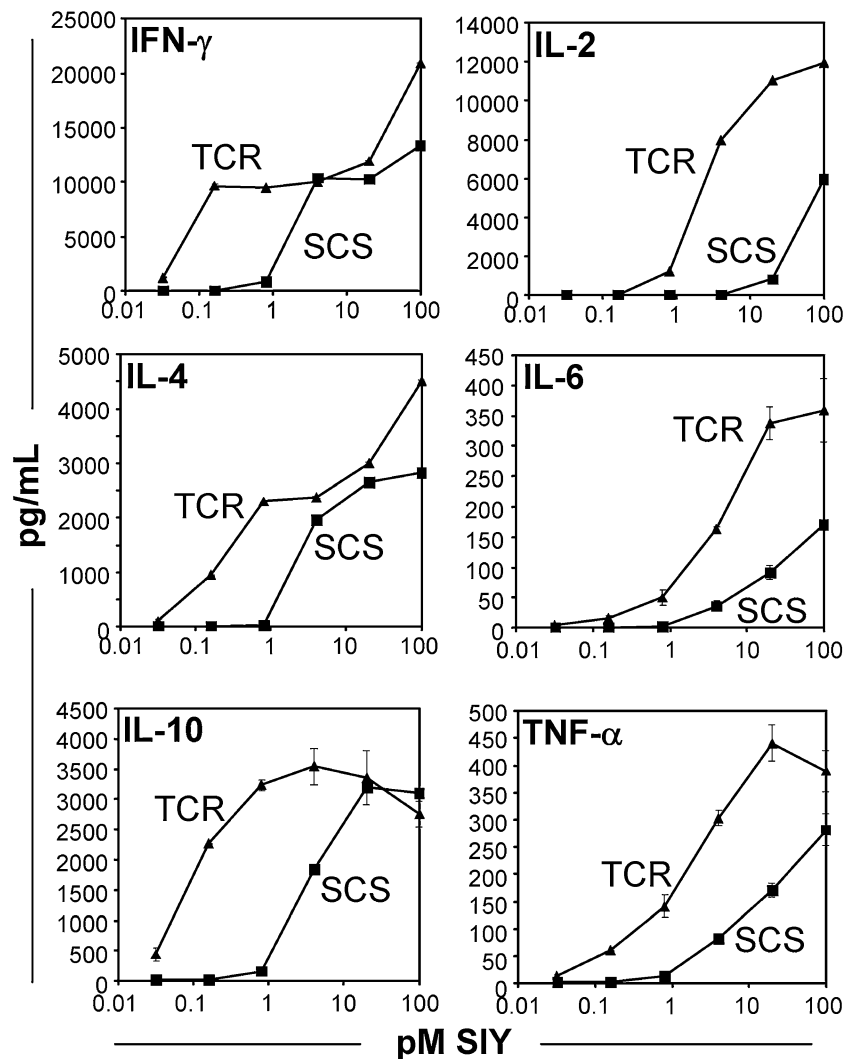 IFN-γ
25000
20000
15000
10000
5000
0
TCR
SCS
0.01 0.1 1 10 100
IL-2
14000
12000
10000
8000
6000
4000
2000
0
TCR
SCS
0.01 0.1 1 10 100
IL-4
5000
4000
3000
2000
1000
0
TCR
SCS
0.01 0.1 1 10 100
IL-6
450
400
350
300
250
200
150
100
50
0
TCR
SCS
0.01 0.1 1 10 100
IL-10
4500
4000
3500
3000
2500
2000
1500
1000
500
0
TCR
SCS
0.01 0.1 1 10 100
TNF-α
500
450
400
350
300
250
200
150
100
50
0
TCR
SCS
0.01 0.1 1 10 100
pg/mL
pM SIY